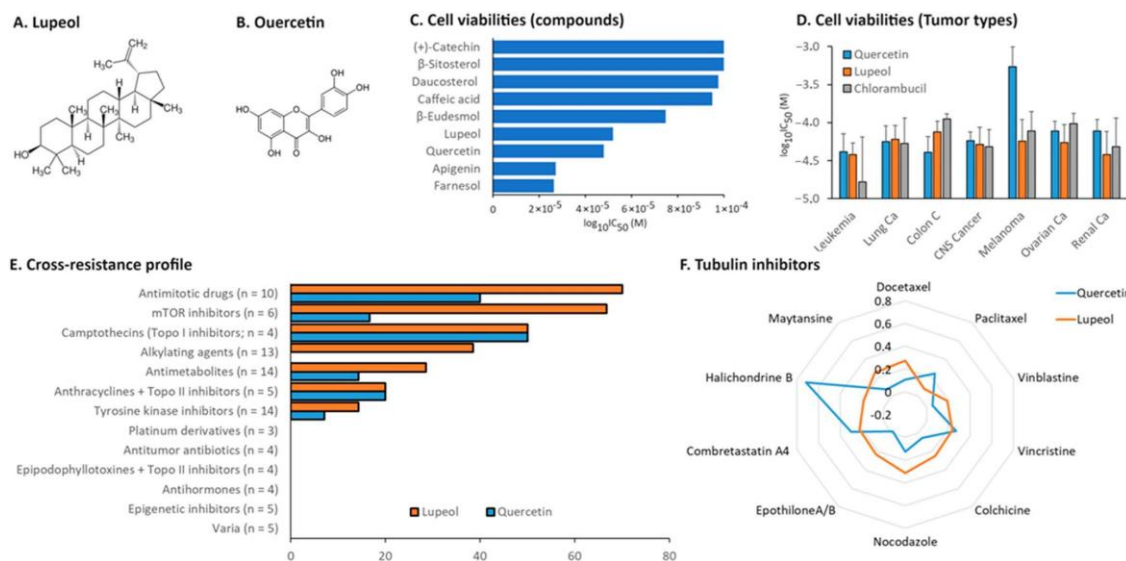 A. Lupeol
CH₂
H₃C
H
CH₃
CH₃
H
CH₃
CH₃
HO
H
H₃C CH₃
B. Ouercetin
OH
OH
HO
O
OH
OH
O
C. Cell viabilities (compounds)
(+)-Catechin
β-Sitosterol
Daucosterol
Caffeic acid
β-Eudesmol
Lupeol
Quercetin
Apigenin
Farnesol
0 2×10⁻⁵ 4×10⁻⁵ 6×10⁻⁵ 8×10⁻⁵ 1×10⁻⁴
log₁₀IC₅₀ (M)
D. Cell viabilities (Tumor types)
log₁₀IC₅₀ (M)
−3.0
−3.5
−4.0
−4.5
−5.0
Quercetin
Lupeol
Chlorambucil
Leukemia
Lung Ca
Colon C
CNS Cancer
Melanoma
Ovarian Ca
Renal Ca
E. Cross-resistance profile
Antimitotic drugs (n = 10)
mTOR inhibitors (n = 6)
Camptothecins (Topo I inhibitors; n = 4)
Alkylating agents (n = 13)
Antimetabolites (n = 14)
Anthracyclines + Topo II inhibitors (n = 5)
Tyrosine kinase inhibitors (n = 14)
Platinum derivatives (n = 3)
Antitumor antibiotics (n = 4)
Epipodophyllotoxines + Topo II inhibitors (n = 4)
Antihormones (n = 4)
Epigenetic inhibitors (n = 5)
Varia (n = 5)
Lupeol Quercetin
0 20 40 60 80
F. Tubulin inhibitors
Quercetin
Lupeol
Docetaxel
Paclitaxel
Vinblastine
Vincristine
Colchicine
Nocodazole
EpothiloneA/B
Combretastatin A4
Halichondrine B
Maytansine
0.8
0.6
0.4
0.2
0
-0.2